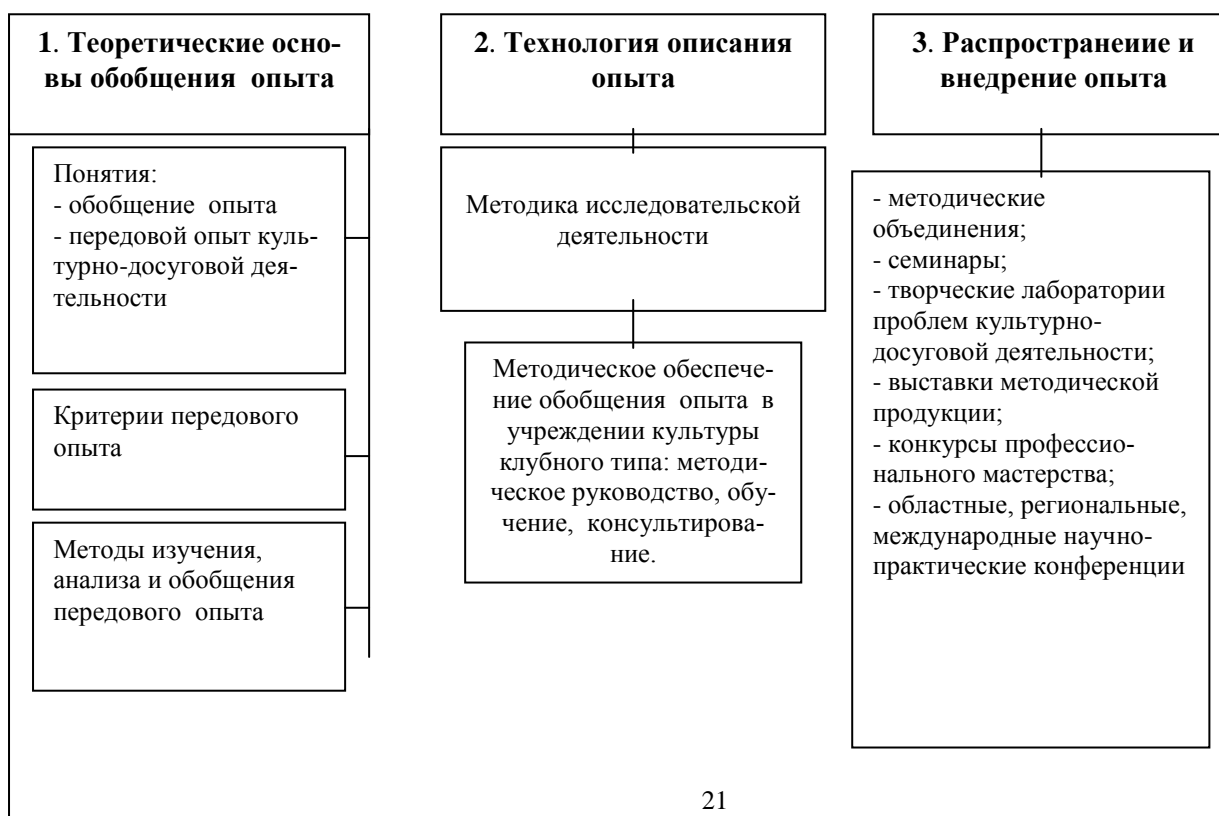 1. Теоретические осно-
вы обобщения опыта
Понятия:
- обобщение опыта
- передовой опыт куль-
турно-досуговой дея-
тельности
Критерии передового
опыта
Методы изучения,
анализа и обобщения
передового опыта
2. Технология описания
опыта
Методика исследовательской
деятельности
Методическое обеспече-
ние обобщения опыта в
учреждении культуры
клубного типа: методи-
ческое руководство, обу-
чение, консультирова-
ние.
3. Распространеиие и
внедрение опыта
- методические
объединения;
- семинары;
- творческие лаборатории
проблем культурно-
досуговой деятельности;
- выставки методической
продукции;
- конкурсы профессио-
нального мастерства;
- областные, региональные,
международные научно-
практические конференции
21